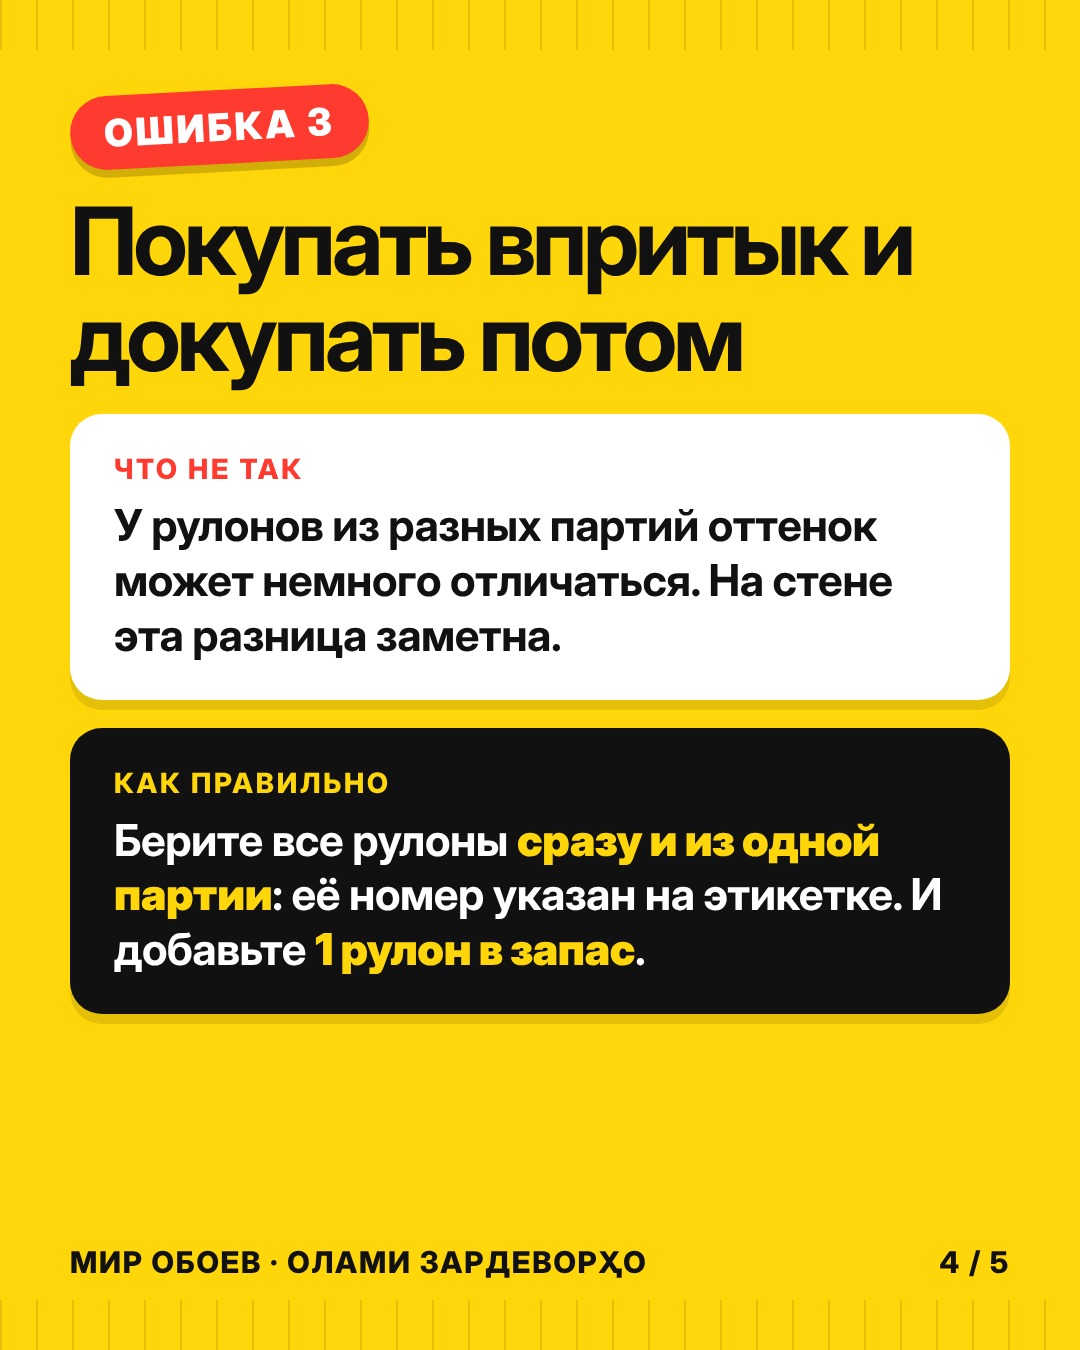 ОШИБКА 3
Покупать впритык и
докупать потом
ЧТО НЕ ТАК
У рулонов из разных партий оттенок
может немного отличаться. На стене
эта разница заметна.
КАК ПРАВИЛЬНО
Берите все рулоны сразу и из одной
партии: её номер указан на этикетке. И
добавьте 1 рулон в запас.
МИР ОБОЕВ · ОЛАМИ ЗАРДЕВОРҲО
4 / 5